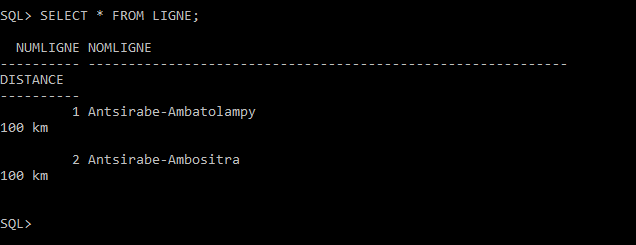 SQL> SELECT * FROM LIGNE;
  NUMLIGNE NOMLIGNE
---------- ------------------------------------------------------------
DISTANCE
----------
         1 Antsirabe-Ambatolampy
100 km
         2 Antsirabe-Ambositra
100 km
SQL>